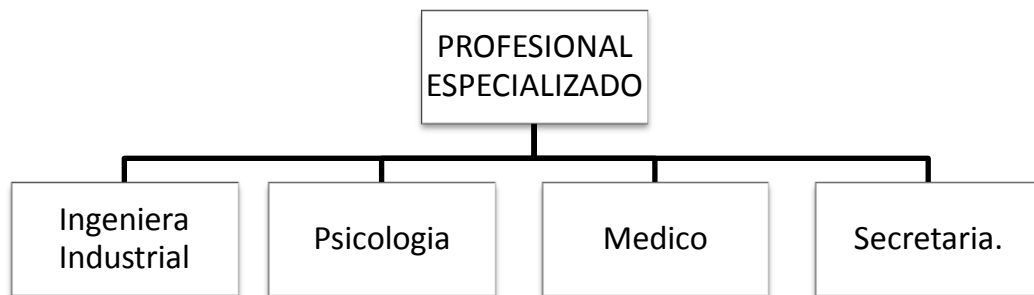 PROFESIONAL
ESPECIALIZADO
Ingeniera
Industrial
Psicologia
Medico
Secretaria.